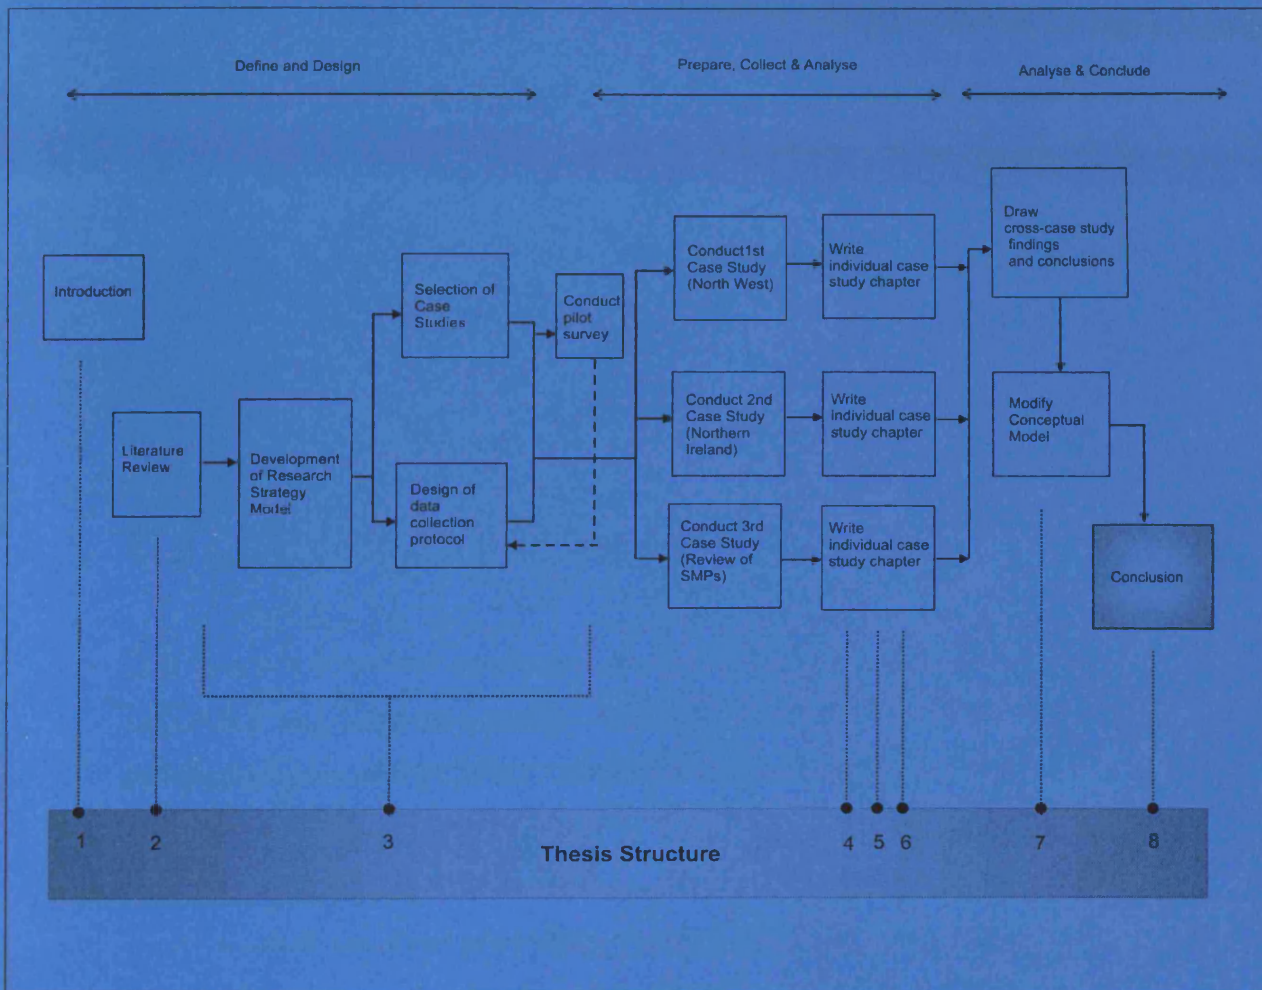 Define and Design
Prepare, Collect & Analyse
Analyse & Conclude
Introduction
Literature
Review
Development
of Research
Strategy
Model
Selection of
Case
Studies
Design of
data
collection
protocol
Conduct
pilot
survey
Conduct1st
Case Study
(North West)
Write
individual case
study chapter
Conduct 2nd
Case Study
(Northern
Ireland)
Write
individual case
study chapter
Conduct 3rd
Case Study
(Review of
SMPs)
Write
individual case
study chapter
Draw
cross-case study
findings
and conclusions
Modify
Conceptual
Model
Conclusion
1
2
3
4
5
6
7
8
Thesis Structure